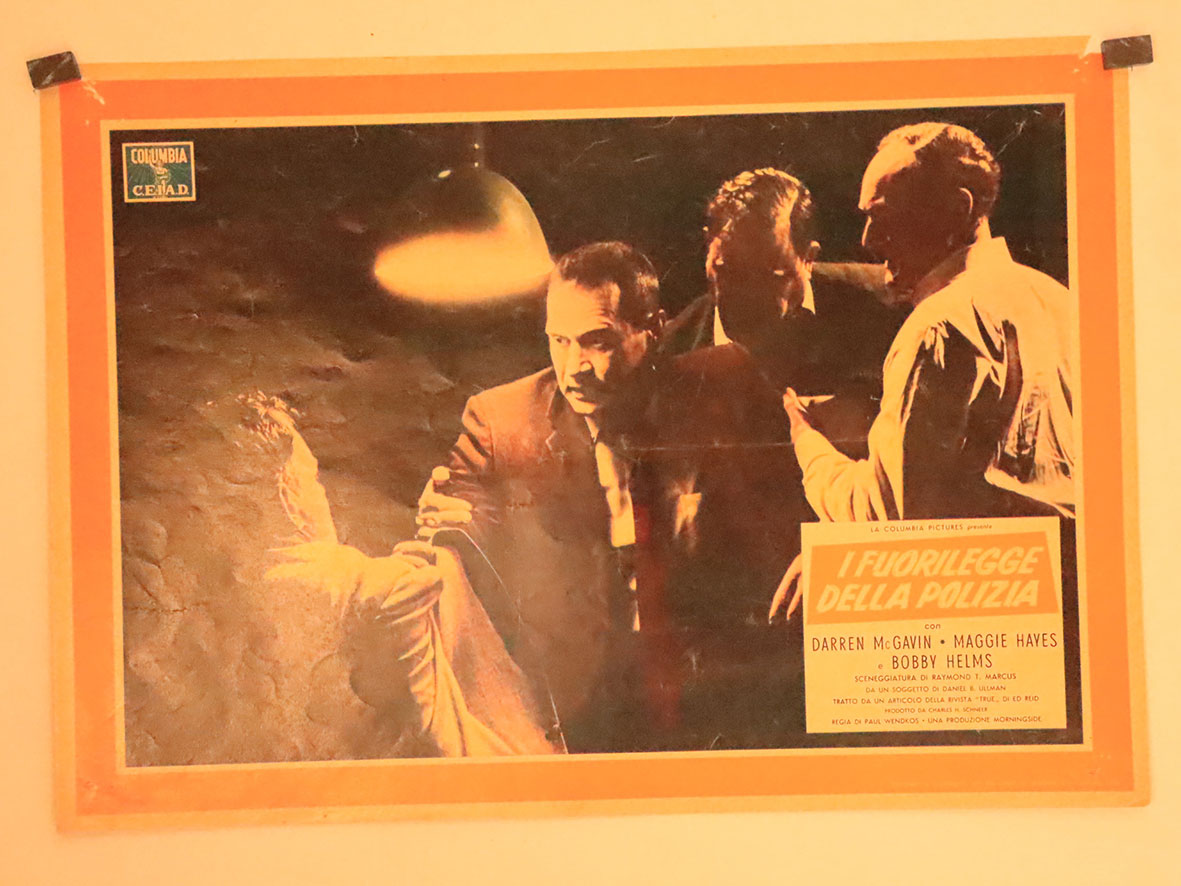 COLUMBIA
C.E.I.A.D.
LA COLUMBIA PICTURES presenta
I FUORILEGGE
DELLA POLIZIA
con
DARREN McGAVIN • MAGGIE HAYES
e BOBBY HELMS
SCENEGGIATURA DI RAYMOND T. MARCUS
DA UN SOGGETTO DI DANIEL B. ULLMAN
TRATTO DA UN ARTICOLO DELLA RIVISTA "TRUE" DI ED REID
PRODOTTO DA CHARLES H. SCHNEER
REGIA DI PAUL WENDKOS • UNA PRODUZIONE MORNINGSIDE